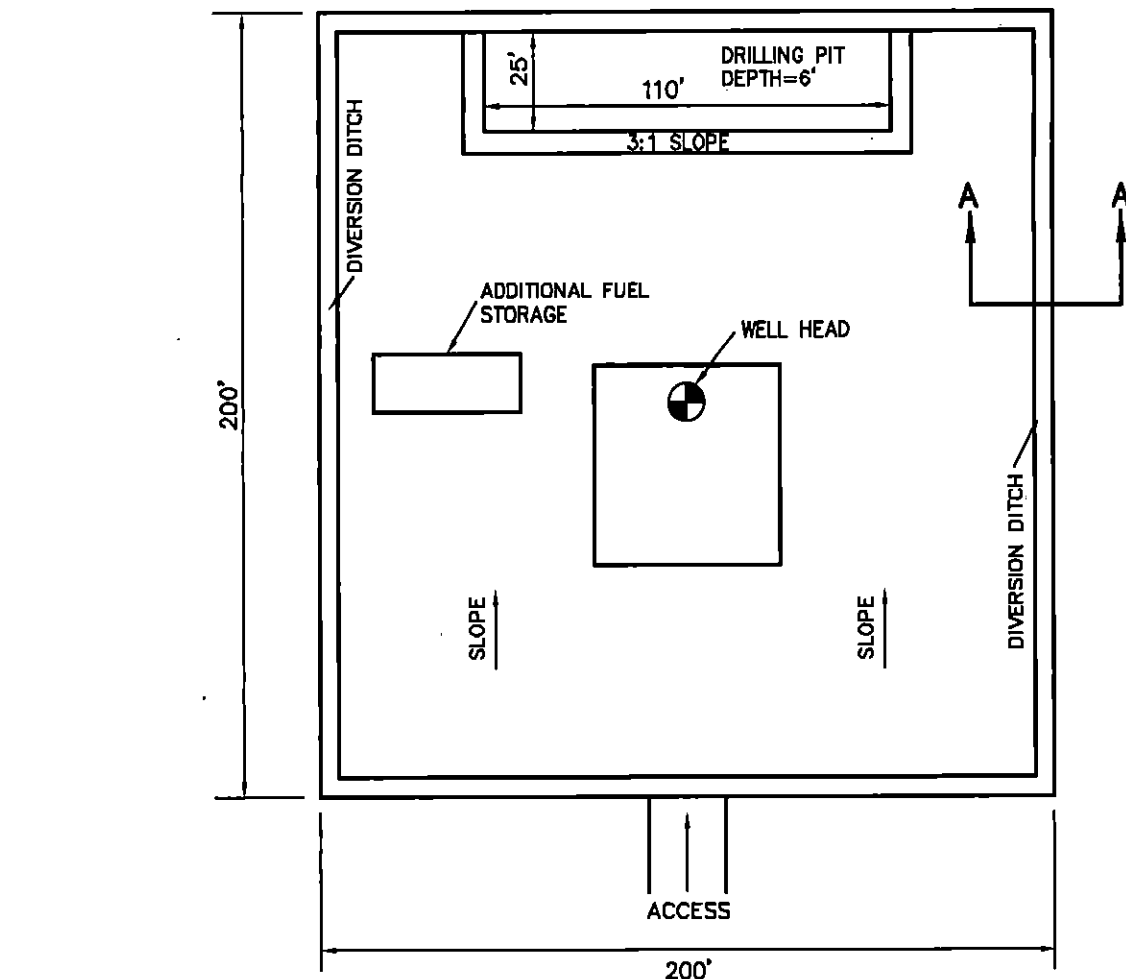 DRILLING PIT
DEPTH=6'
25'
110'
3:1 SLOPE
DIVERSION DITCH
A
A
ADDITIONAL FUEL
STORAGE
WELL HEAD
200'
SLOPE
SLOPE
DIVERSION DITCH
ACCESS
200'